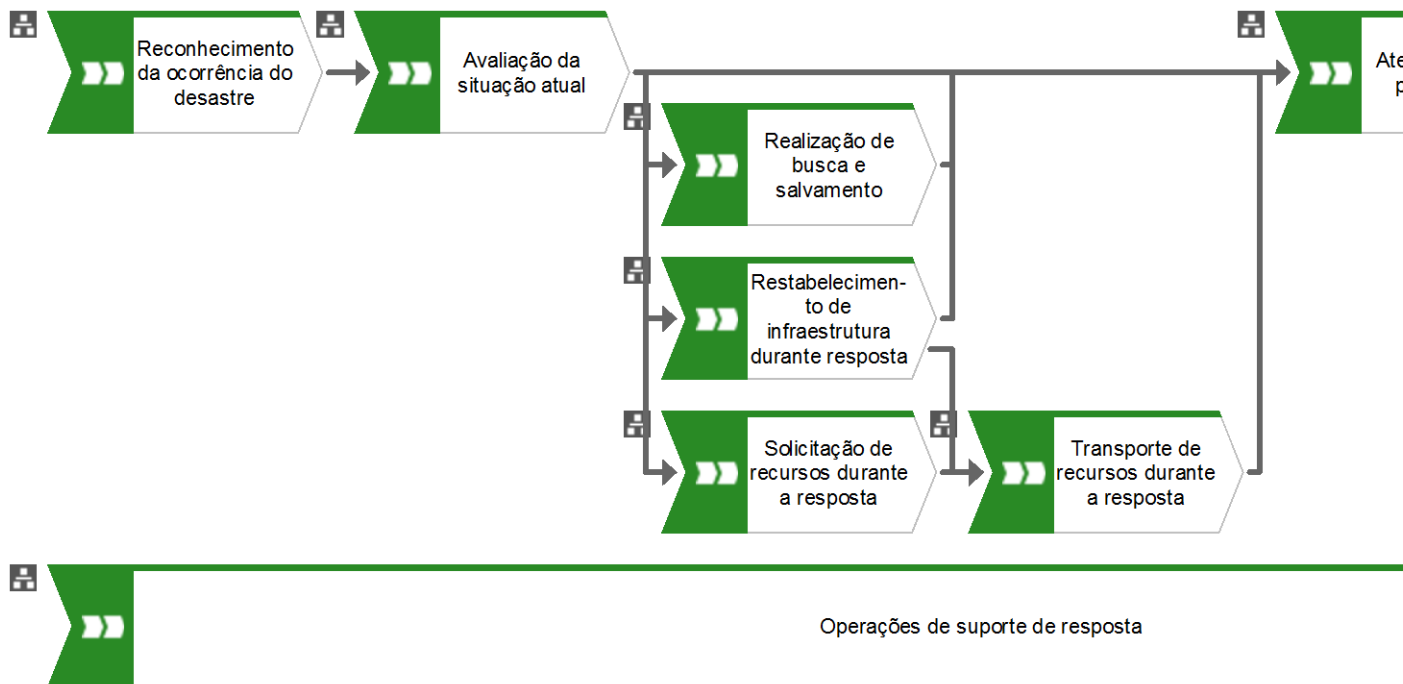 Reconhecimento
da ocorrência do
desastre
Avaliação da
situação atual
Realização de
busca e
salvamento
Restabelecimen-
to de
infraestrutura
durante resposta
Solicitação de
recursos durante
a resposta
Transporte de
recursos durante
a resposta
Operações de suporte de resposta